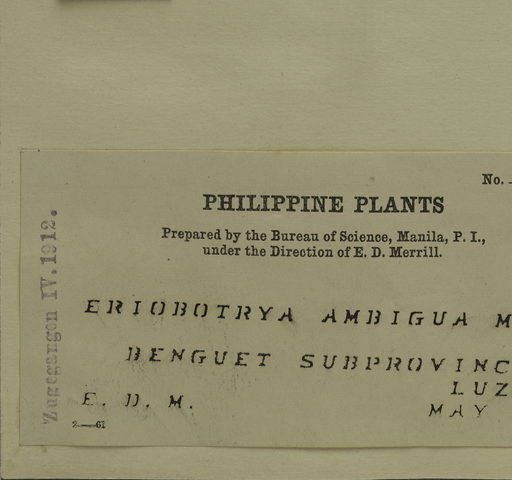 No.
PHILIPPINE PLANTS
Prepared by the Bureau of Science, Manila, P. I.,
under the Direction of E. D. Merrill.
ERIOBOTRYA AMBIGUA M
BENGUET SUBPROVINC
LUZ
E. D. M.
MAY
Zugegangen IV.1912.